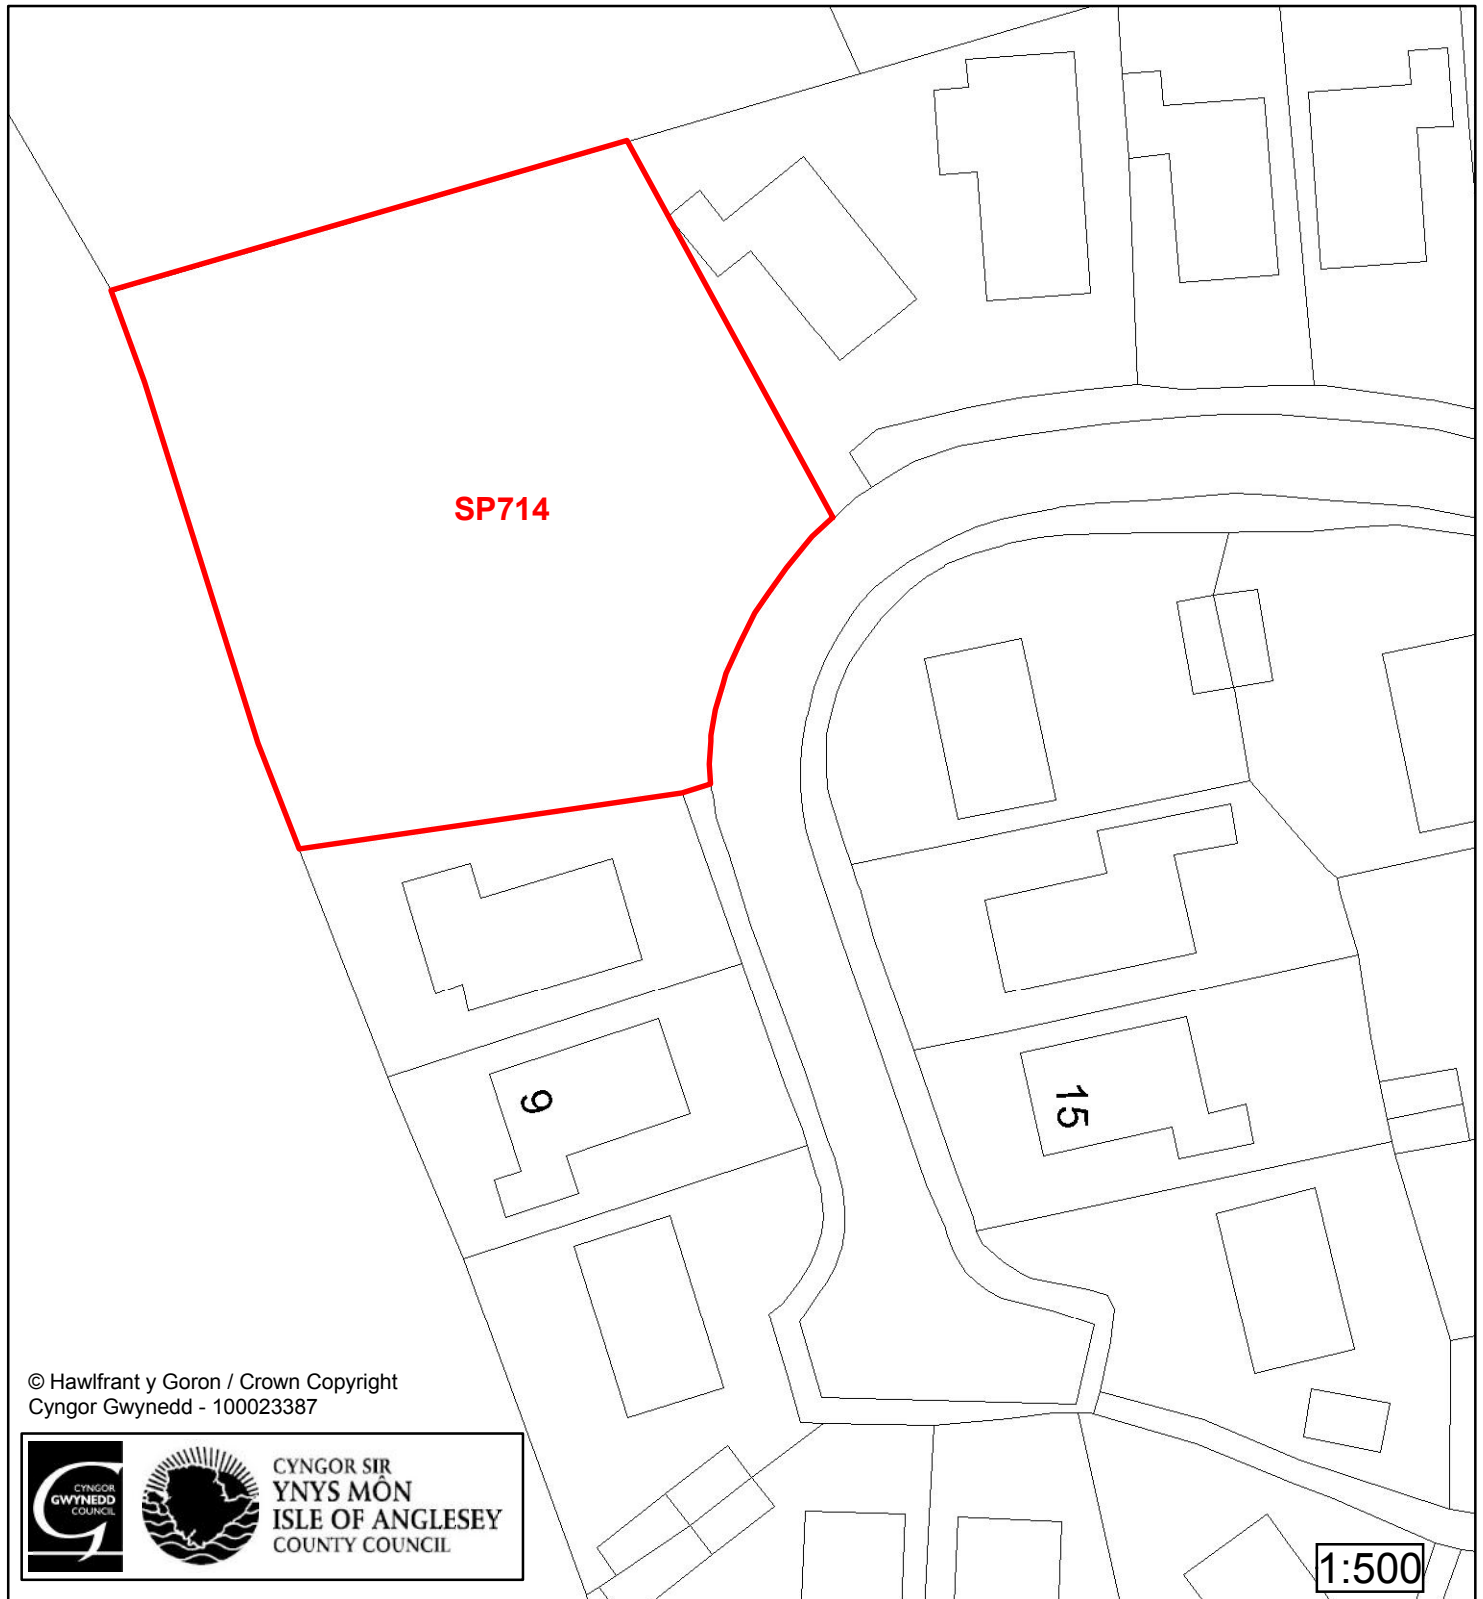 SP714
9
15
© Hawlfrant y Goron / Crown Copyright
Cyngor Gwynedd - 100023387
CYNGOR
GWYNEDD
COUNCIL
CYNGOR SIR
YNYS MÔN
ISLE OF ANGLESEY
COUNTY COUNCIL
1:500